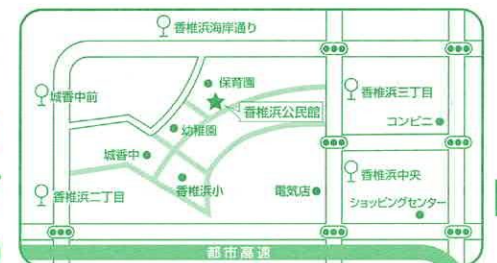 香椎浜海岸通り
保育園
城香中前
香椎浜三丁目
香椎浜公民館
コンビニ
幼稚園
城香中
香椎浜中央
香椎浜二丁目
香椎浜小
電気店
ショッピングセンター
都市高速